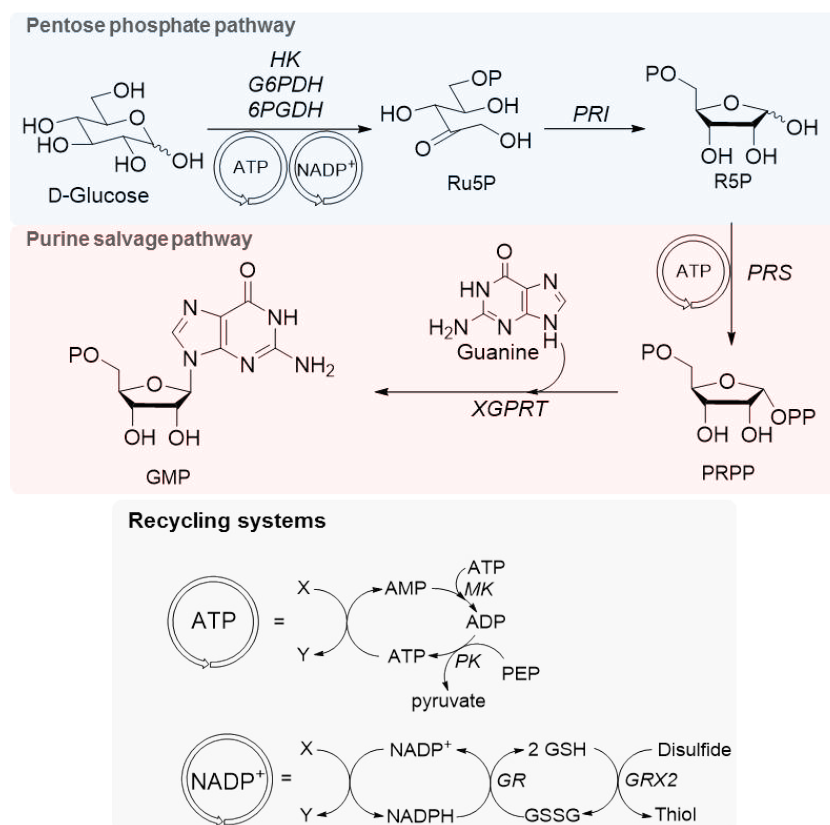 Pentose phosphate pathway
HK
G6PDH
6PGDH
ATP
NADP+
OH
O
HO
HO
HO
OH
D-Glucose
OP
HO
OH
O
OH
Ru5P
PRI
PO
O
OH
OH
OH
R5P
Purine salvage pathway
ATP
PRS
O
N
NH
N
N
NH2
PO
O
OH
OH
GMP
O
HN
N
H2N
N
N
H
Guanine
XGPRT
PO
O
OPP
OH
OH
PRPP
Recycling systems
ATP
=
X
Y
AMP
ATP
MK
ADP
ATP
PK
PEP
pyruvate
NADP+
=
X
Y
NADP+
NADPH
GR
2 GSH
GSSG
GRX2
Disulfide
Thiol